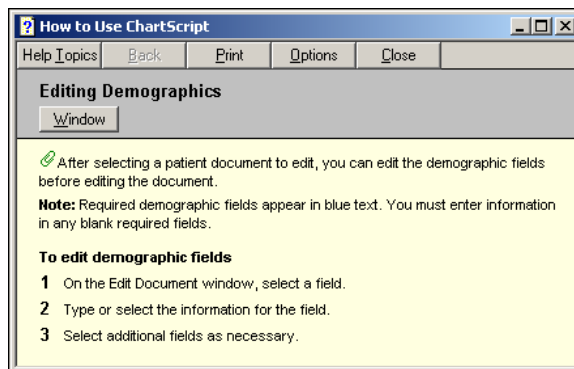 How to Use ChartScript
Help Topics Back Print Options Close
Editing Demographics
Window
After selecting a patient document to edit, you can edit the demographic fields
before editing the document.
Note: Required demographic fields appear in blue text. You must enter information
in any blank required fields.
To edit demographic fields
1 On the Edit Document window, select a field.
2 Type or select the information for the field.
3 Select additional fields as necessary.